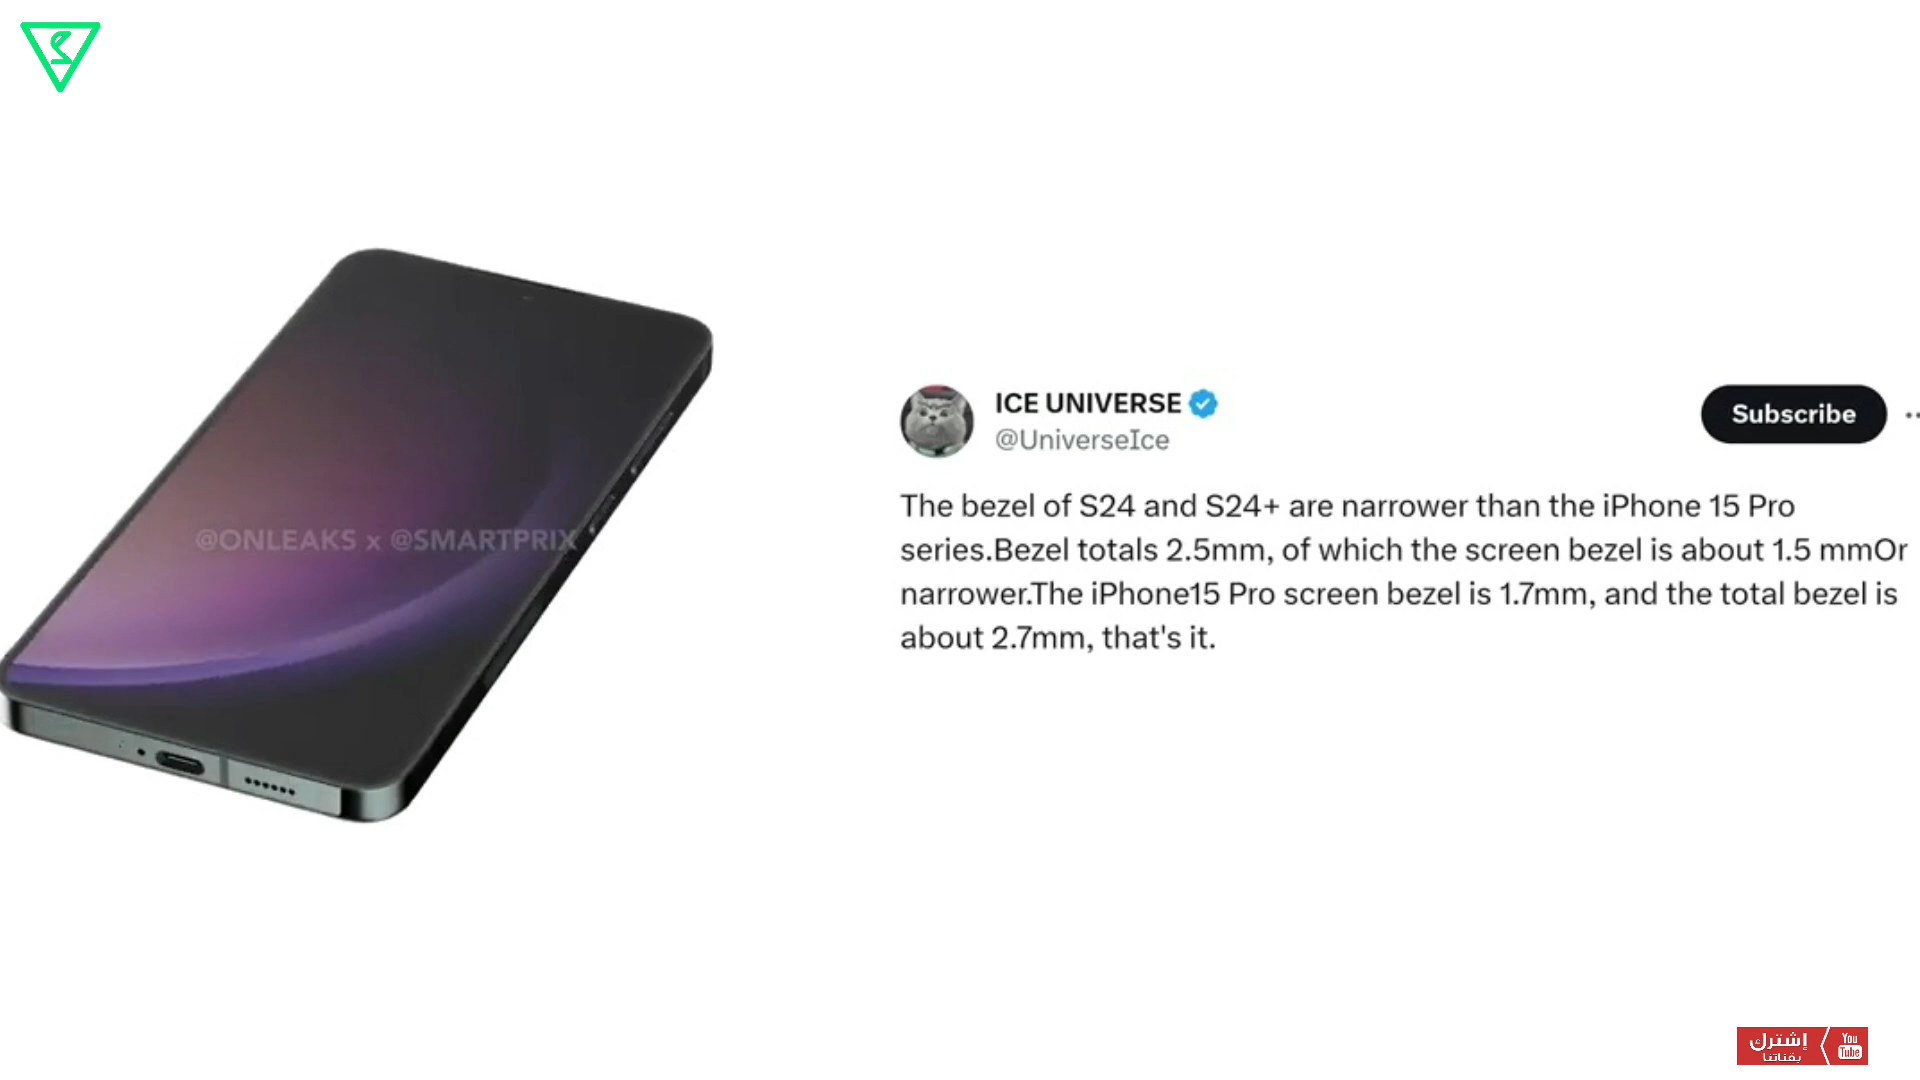 @ONLEAKS x @SMARTPRIX
ICE UNIVERSE
@UniverseIce
Subscribe
The bezel of S24 and S24+ are narrower than the iPhone 15 Pro
series.Bezel totals 2.5mm, of which the screen bezel is about 1.5 mmOr
narrower.The iPhone15 Pro screen bezel is 1.7mm, and the total bezel is
about 2.7mm, that's it.
إشترك
بقناتنا
You
Tube